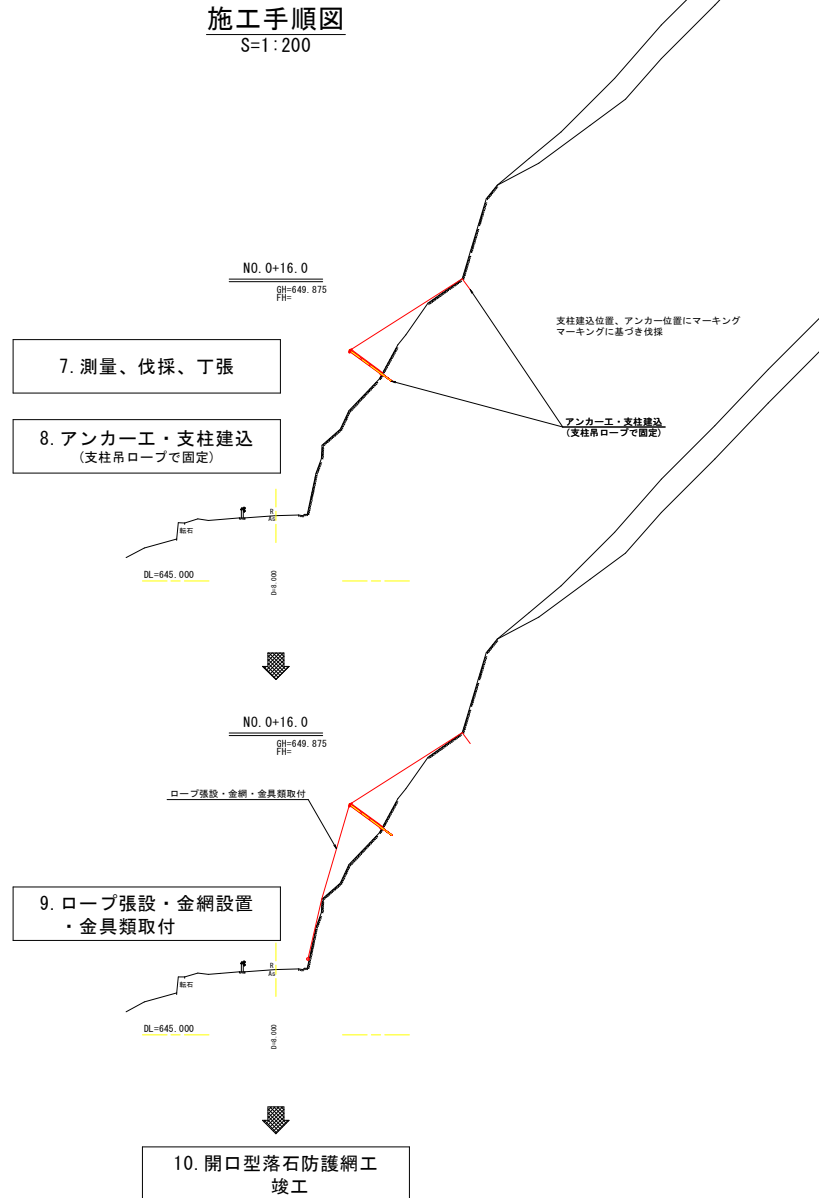 施工手順図
S=1:200
NO.0+16.0
GH=649.875
FH=
支柱建込位置、アンカー位置にマーキング
マーキングに基づき伐採
7.測量、伐採、丁張
8.アンカー工・支柱建込
(支柱吊ロープで固定)
アンカー工・支柱建込
(支柱吊ロープで固定)
R
As
転石
DL=645.000
D=8.000
NO.0+16.0
GH=649.875
FH=
ロープ張設・金網・金具類取付
9.ロープ張設・金網設置
・金具類取付
R
As
転石
DL=645.000
D=8.000
10.開口型落石防護網工
竣工